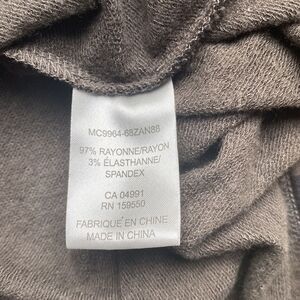 MC9964-68ZAN88
97% RAYONNE/RAYON
3% ÉLASTHANNE/
SPANDEX
CA 04991
RN 159550
FABRIQUÉ EN CHINE
MADE IN CHINA